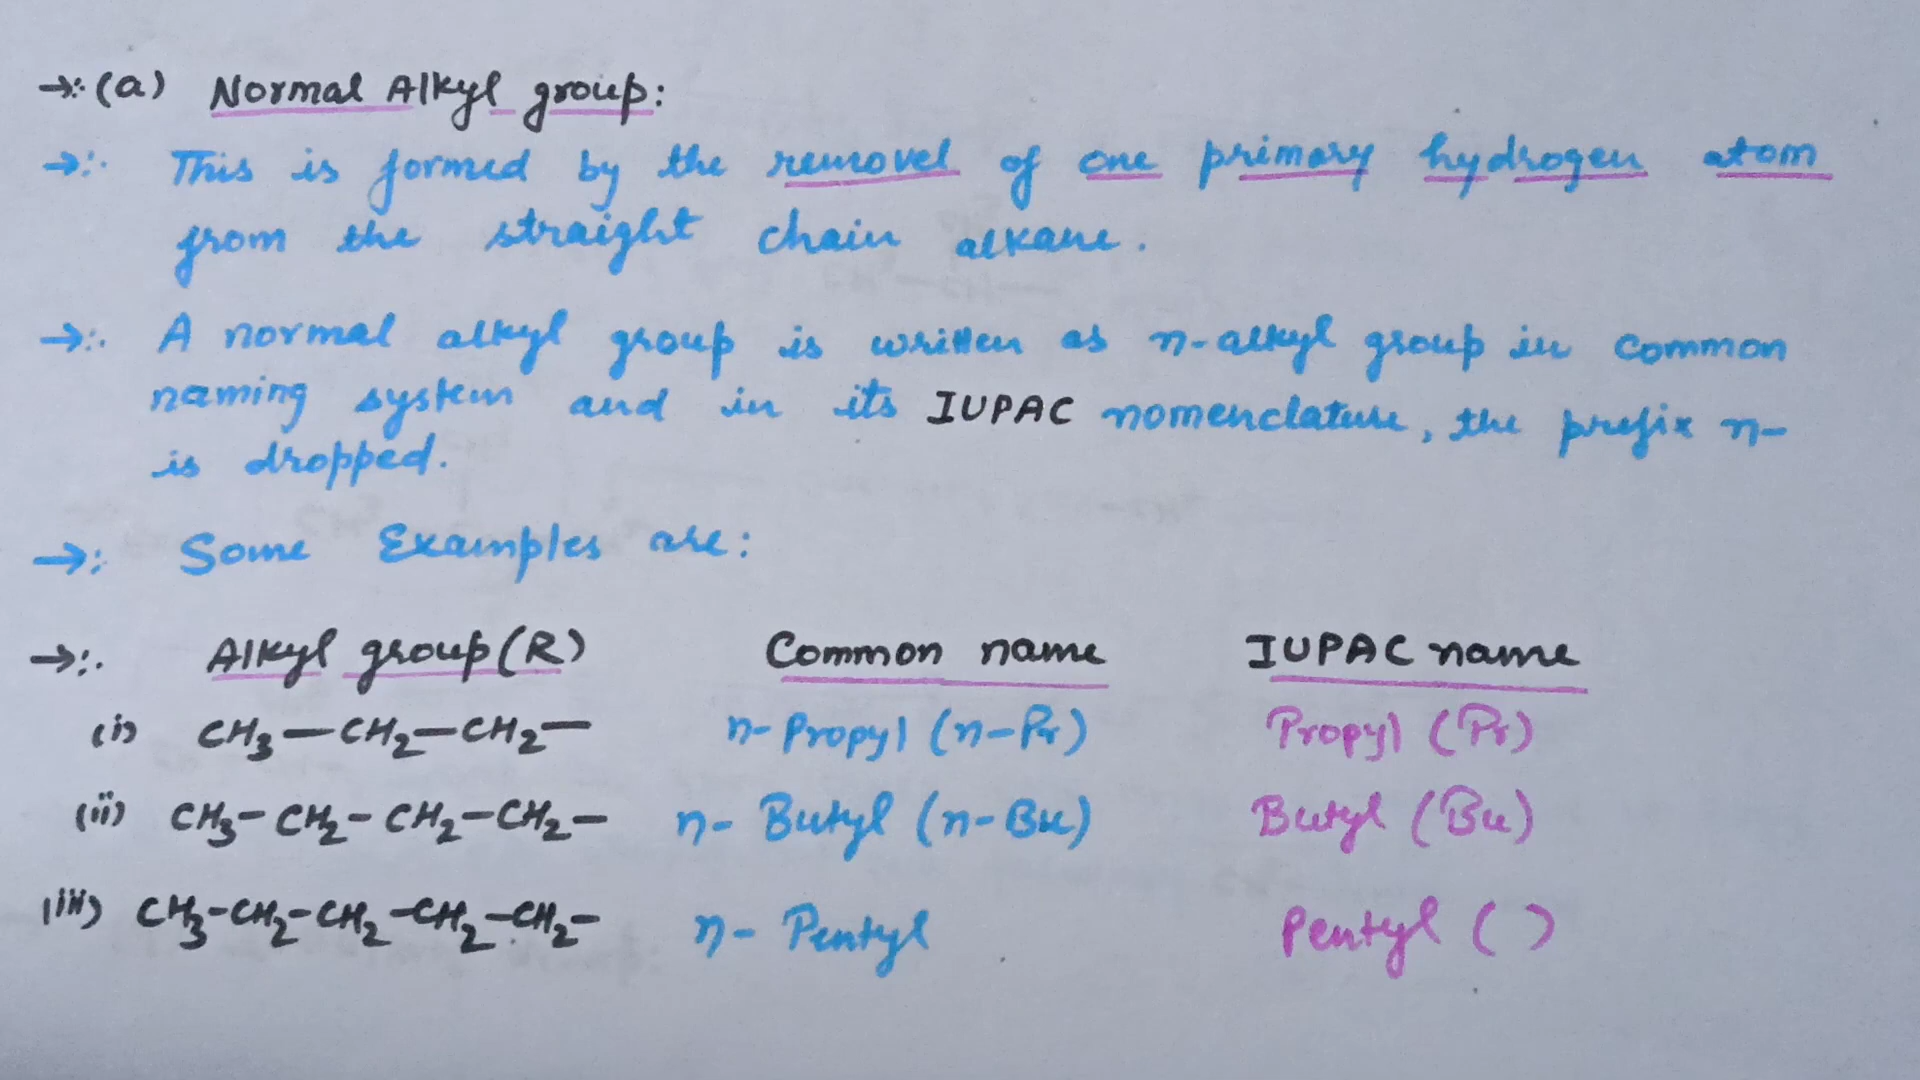 →: (a) Normal Alkyl group:
→:. This is formed by the removel of one primary hydrogen atom
from the straight chain alkane.
→:. A normal alkyl group is written as n-alkyl group in common
naming system and in its IUPAC nomenclature, the prefix n-
is dropped.
→: Some Examples are:
→:. Alkyl group (R) Common name IUPAC name
(i) CH₃—CH₂—CH₂— n-Propyl (n-Pr) Propyl (Pr)
(ii) CH₃-CH₂-CH₂-CH₂- n-Butyl (n-Bu) Butyl (Bu)
(iii) CH₃-CH₂-CH₂-CH₂-CH₂- n-Pentyl Pentyl ( )